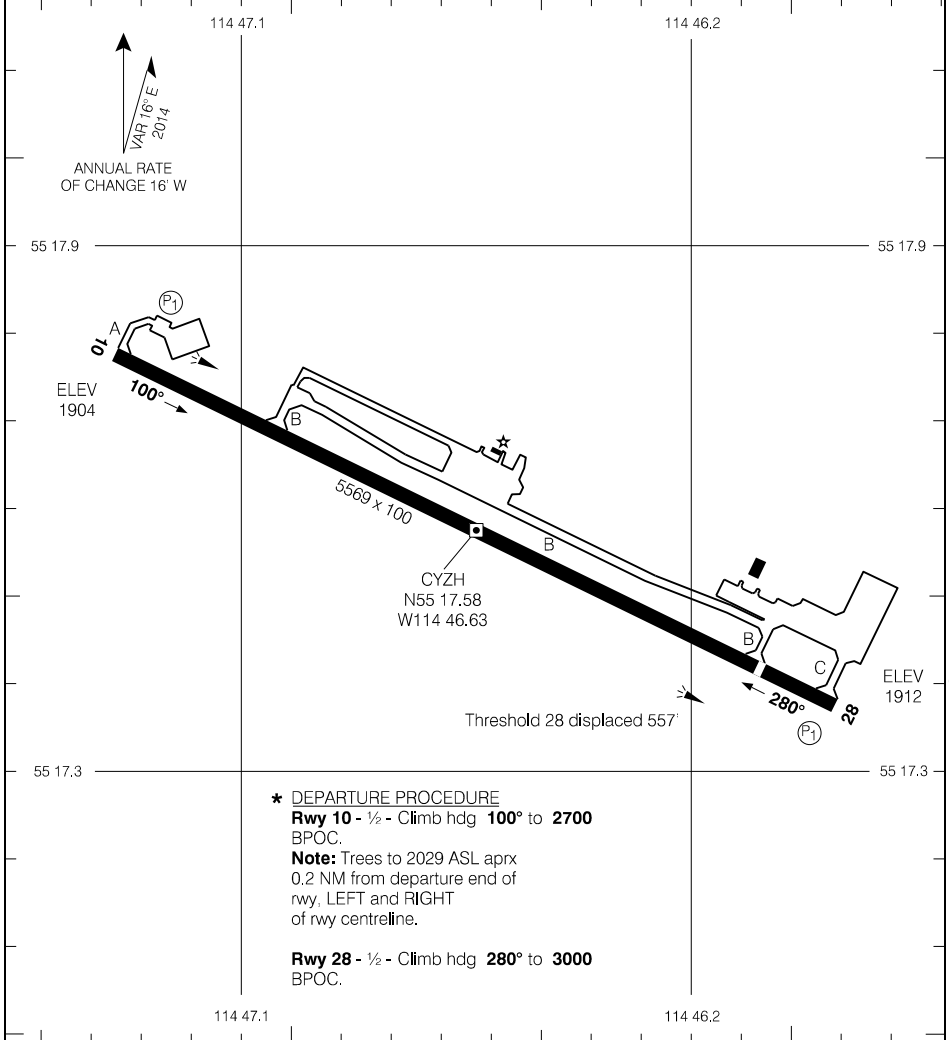 114 47.1
114 46.2
VAR 16° E
2014
ANNUAL RATE
OF CHANGE 16' W
55 17.9
55 17.9
P1
A
10
100°
ELEV
1904
B
5569 x 100
B
CYZH
N55 17.58
W114 46.63
B
C
ELEV
1912
280°
28
Threshold 28 displaced 557'
P1
55 17.3
55 17.3
* DEPARTURE PROCEDURE
Rwy 10 - ½ - Climb hdg 100° to 2700
BPOC.
Note: Trees to 2029 ASL aprx
0.2 NM from departure end of
rwy, LEFT and RIGHT
of rwy centreline.
Rwy 28 - ½ - Climb hdg 280° to 3000
BPOC.
114 47.1
114 46.2